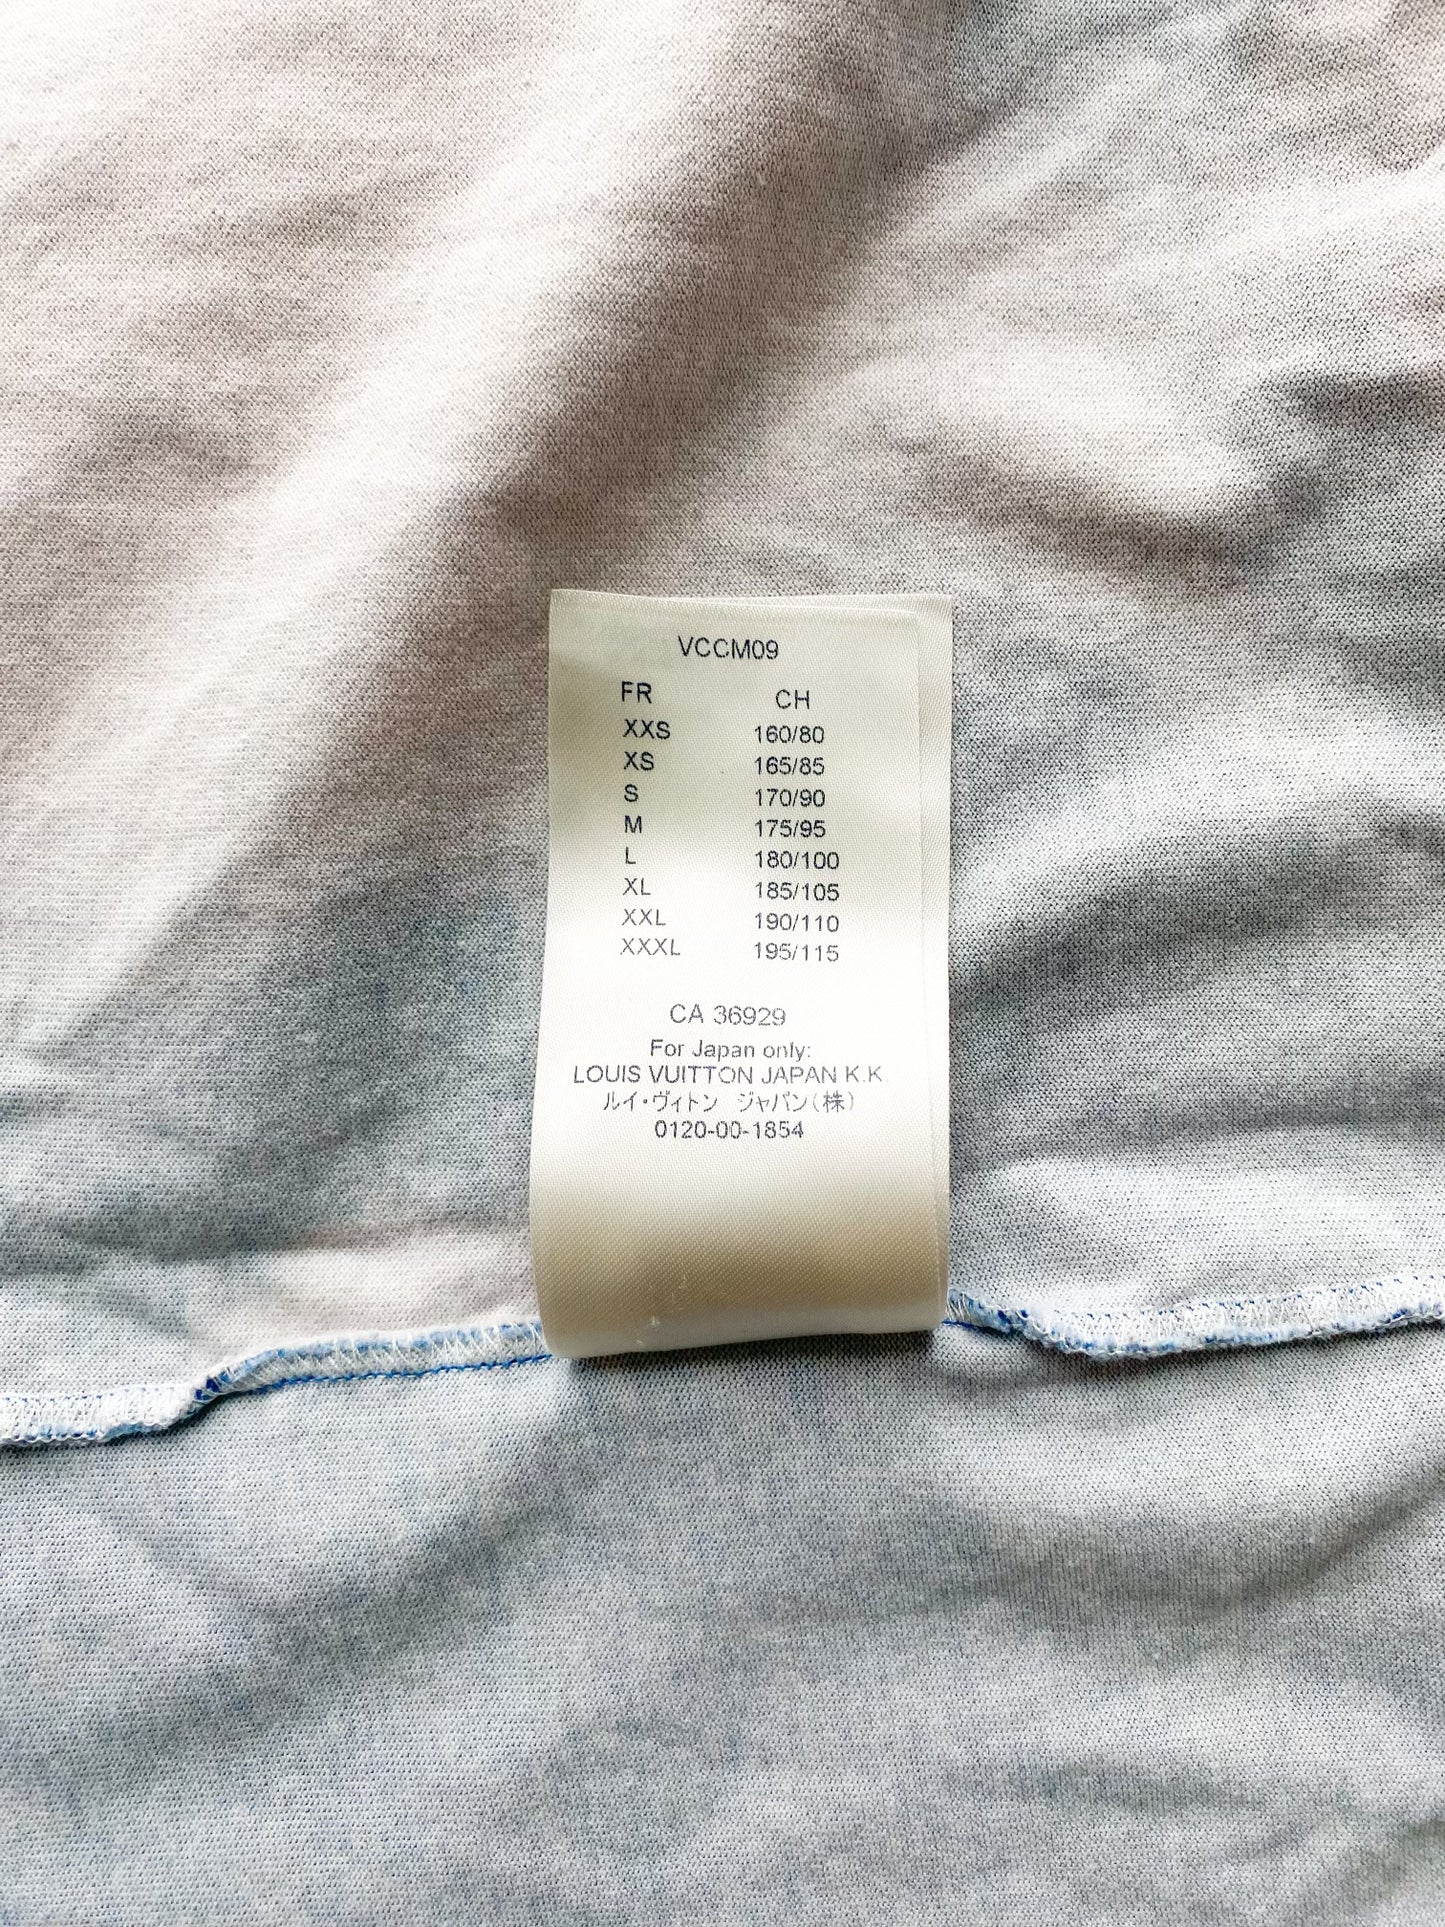 VCCM09
FR CH
XXS 160/80
XS 165/85
S 170/90
M 175/95
L 180/100
XL 185/105
XXL 190/110
XXXL 195/115
CA 36929
For Japan only:
LOUIS VUITTON JAPAN K.K.
ルイ・ヴィトン ジャパン(株)
0120-00-1854